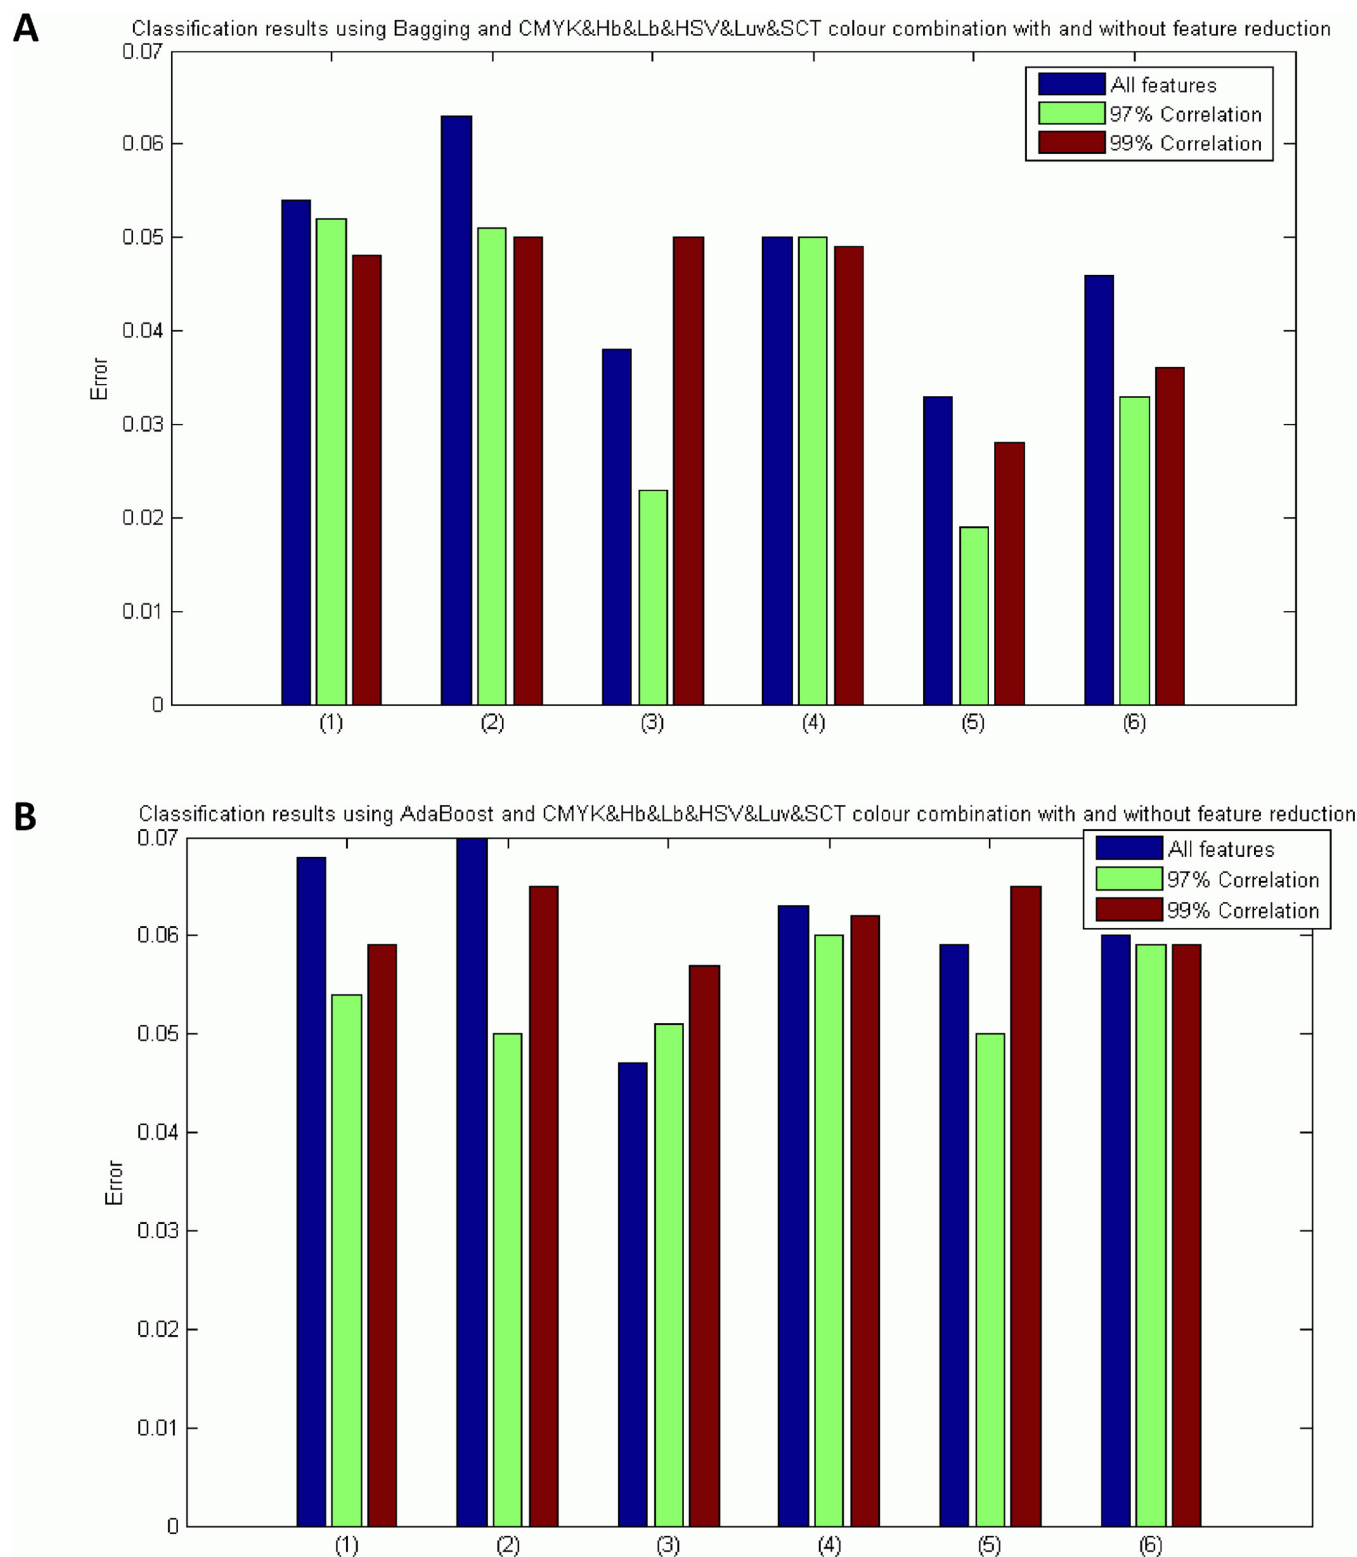 A
Classification results using Bagging and CMYK&Hb&Lb&HSV&Luv&SCT colour combination with and without feature reduction
0.07
0.06
0.05
0.04
0.03
0.02
0.01
0
Error
All features
97% Correlation
99% Correlation
(1) (2) (3) (4) (5) (6)
B
Classification results using AdaBoost and CMYK&Hb&Lb&HSV&Luv&SCT colour combination with and without feature reduction
0.07
0.06
0.05
0.04
0.03
0.02
0.01
0
Error
All features
97% Correlation
99% Correlation
(1) (2) (3) (4) (5) (6)